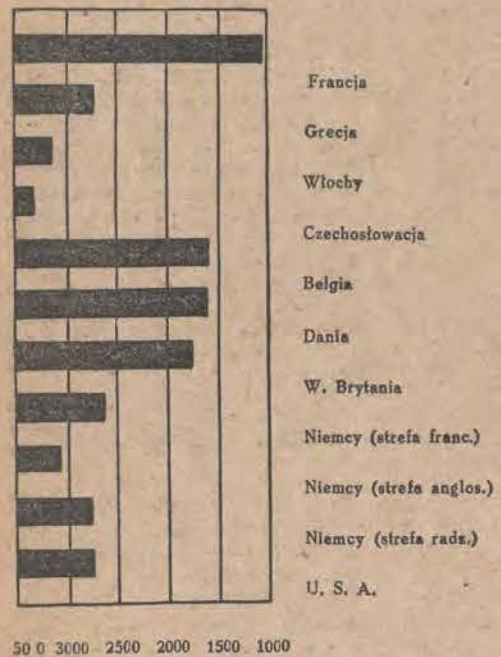 Francja
Grecja
Włochy
Czechosłowacja
Belgia
Dania
W. Brytania
Niemcy (strefa franc.)
Niemcy (strefa anglos.)
Niemcy (strefa radz.)
U. S. A.
50 0 3000 2500 2000 1500 1000